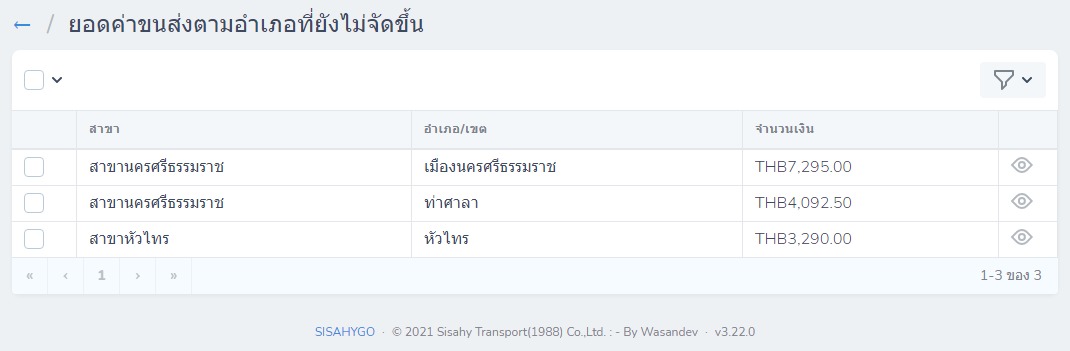 ← / ยอดค่าขนส่งตามอำเภอที่ยังไม่จัดขึ้น
สาขา อำเภอ/เขต จำนวนเงิน
สาขานครศรีธรรมราช เมืองนครศรีธรรมราช THB7,295.00
สาขานครศรีธรรมราช ท่าศาลา THB4,092.50
สาขาหัวไทร หัวไทร THB3,290.00
« ‹ 1 › » 1-3 ของ 3
SISAHYGO · © 2021 Sisahy Transport(1988) Co.,Ltd. : - By Wasandev · v3.22.0